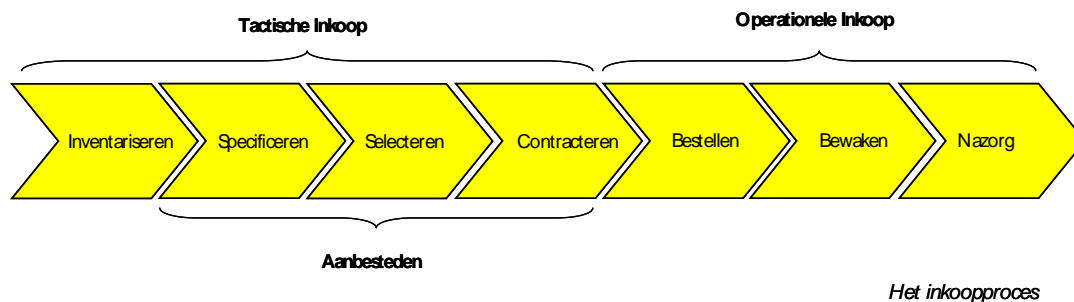 Tactische Inkoop
Operationele Inkoop
Inventariseren
Specificeren
Selecteren
Contracteren
Bestellen
Bewaken
Nazorg
Aanbesteden
Het inkoopproces